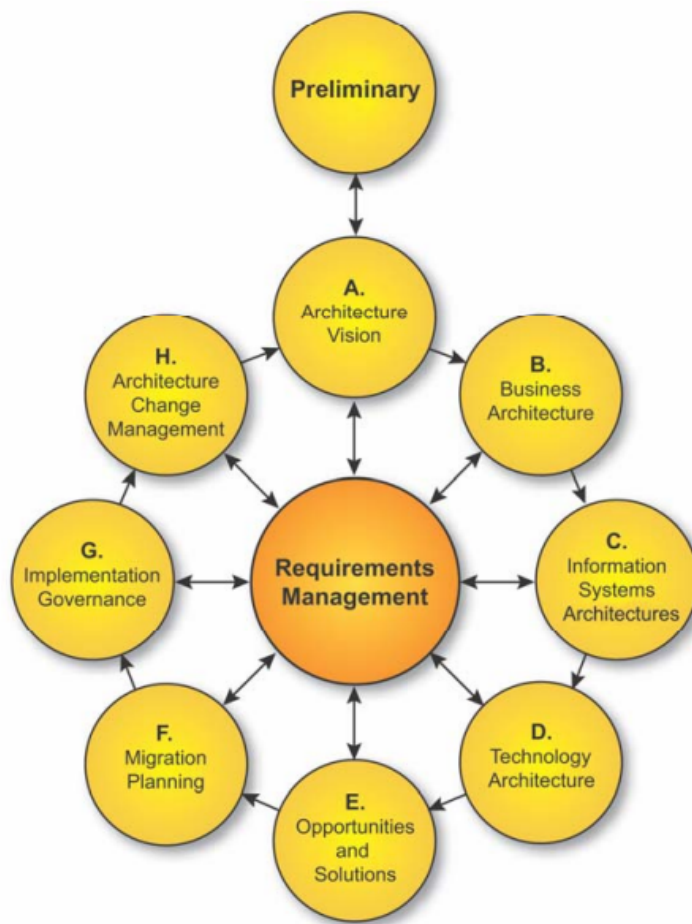 Preliminary
A.
Architecture
Vision
B.
Business
Architecture
C.
Information
Systems
Architectures
D.
Technology
Architecture
E.
Opportunities
and
Solutions
F.
Migration
Planning
G.
Implementation
Governance
H.
Architecture
Change
Management
Requirements
Management